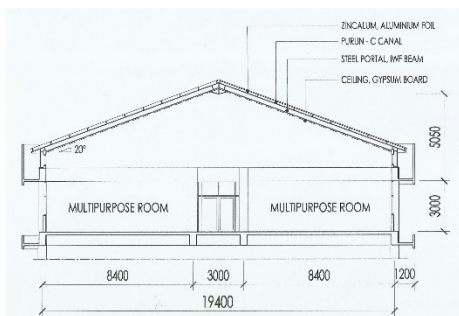 ZINCALUM, ALUMINIUM FOIL
PURLIN - C CANAL
STEEL PORTAL, IWF BEAM
CEILING, GYPSUM BOARD
20°
5050
MULTIPURPOSE ROOM
MULTIPURPOSE ROOM
3000
8400
3000
8400
1200
19400